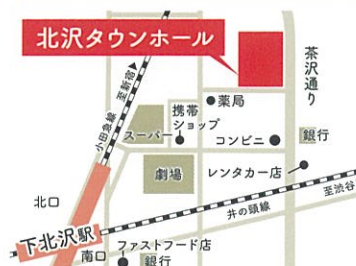 北沢タウンホール
茶沢通り
至新宿
小田急線
薬局
携帯
ショップ
スーパー
コンビニ
銀行
劇場
レンタカー店
至渋谷
北口
井の頭線
下北沢駅
南口
ファストフード店
銀行